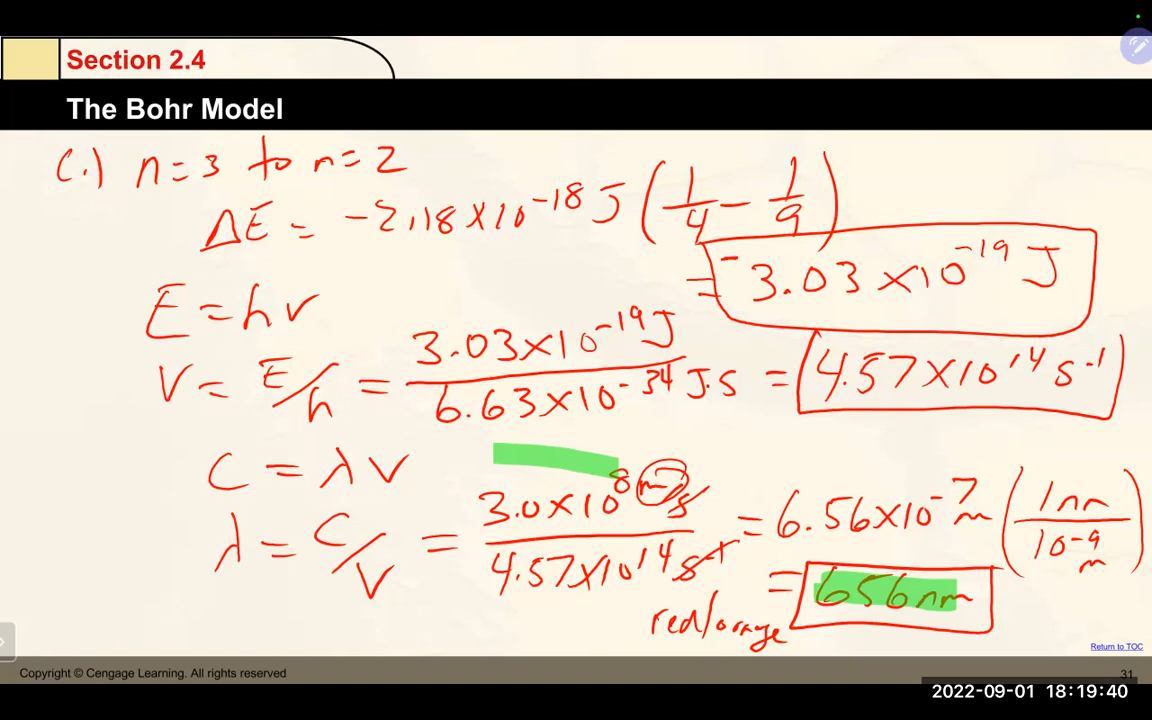 Section 2.4
The Bohr Model
C.) n=3 to n=2
ΔE = -2.18×10⁻¹⁸ J (1/4 - 1/9)
= -3.03×10⁻¹⁹ J
E = hν
ν = E/h = 3.03×10⁻¹⁹ J / 6.63×10⁻³⁴ J·s = 4.57×10¹⁴ s⁻¹
C = λν
λ = C/ν = 3.0×10⁸ m/s / 4.57×10¹⁴ s⁻¹ = 6.56×10⁻⁷ m (1nm / 10⁻⁹ m)
= 656nm
red/orange
Return to TOC
Copyright © Cengage Learning. All rights reserved
31
2022-09-01 18:19:40